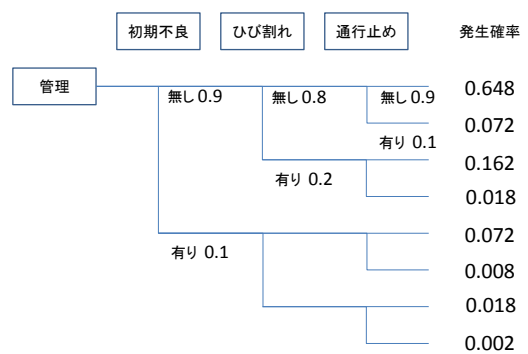 初期不良 ひび割れ 通行止め 発生確率
管理
無し 0.9 無し 0.8 無し 0.9 0.648
0.072
有り 0.1
0.162
有り 0.2
0.018
0.072
有り 0.1
0.008
0.018
0.002